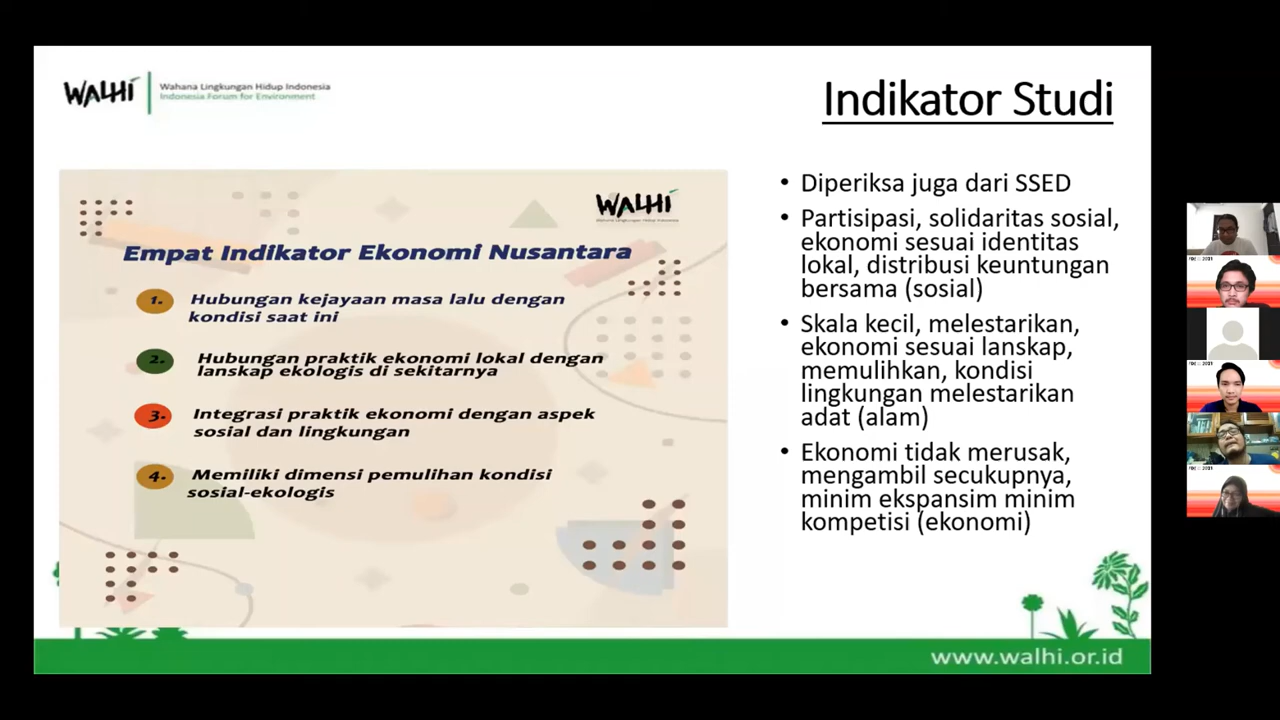 WALHI
Wahana Lingkungan Hidup Indonesia
Indonesia Forum for Environment
Indikator Studi
WALHI
Wahana Lingkungan Hidup Indonesia
Empat Indikator Ekonomi Nusantara
1. Hubungan kejayaan masa lalu dengan
kondisi saat ini
2. Hubungan praktik ekonomi lokal dengan
lanskap ekologis di sekitarnya
3. Integrasi praktik ekonomi dengan aspek
sosial dan lingkungan
4. Memiliki dimensi pemulihan kondisi
sosial-ekologis
• Diperiksa juga dari SSED
• Partisipasi, solidaritas sosial,
ekonomi sesuai identitas
lokal, distribusi keuntungan
bersama (sosial)
• Skala kecil, melestarikan,
ekonomi sesuai lanskap,
memulihkan, kondisi
lingkungan melestarikan
adat (alam)
• Ekonomi tidak merusak,
mengambil secukupnya,
minim ekspansim minim
kompetisi (ekonomi)
www.walhi.or.id